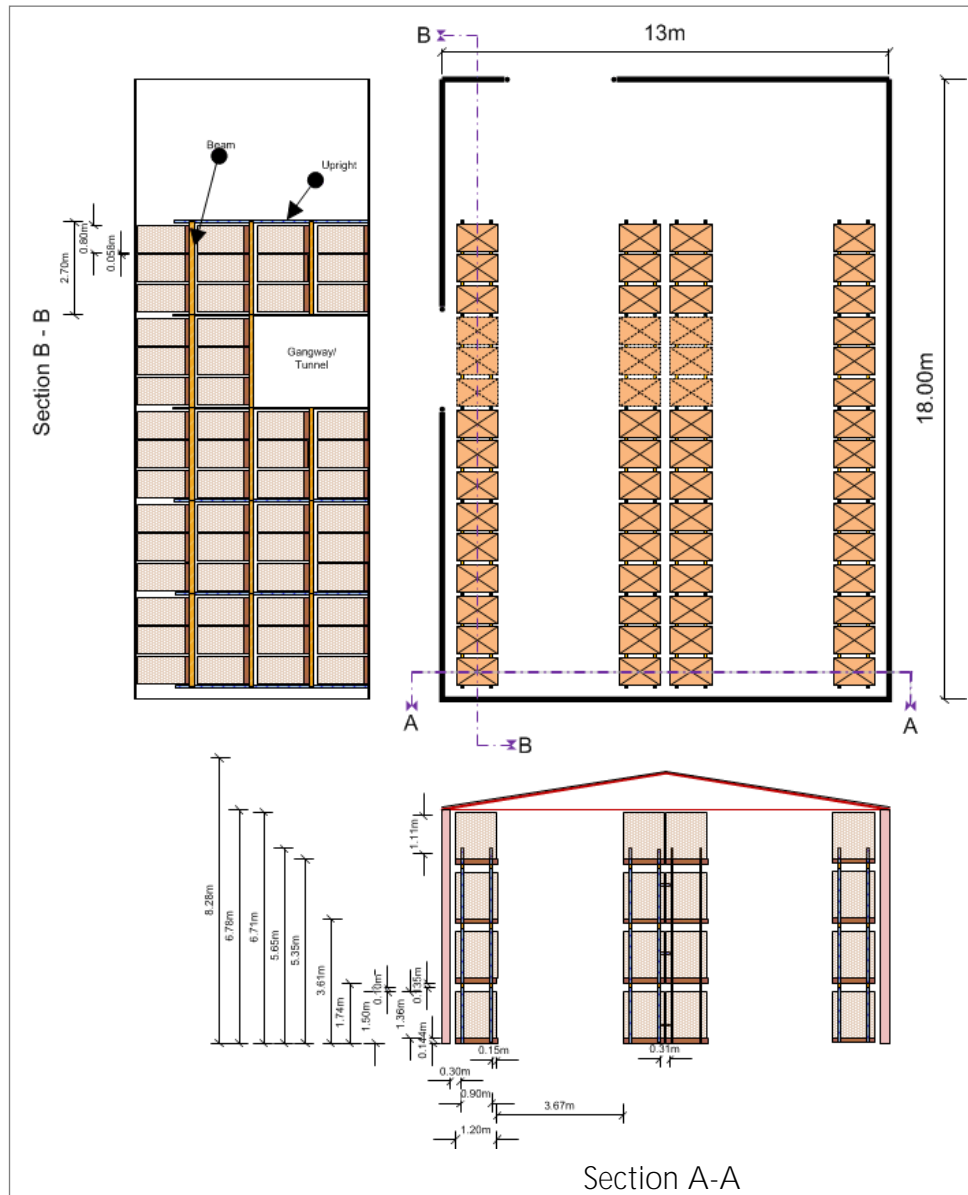 B
13m
Beam
Upright
0.80m
0.058m
2.70m
Section B - B
Gangway/
Tunnel
18.00m
A
A
B
8.28m
6.78m
6.71m
5.65m
5.35m
3.61m
1.74m
1.50m
0.10m
1.36m
0.135m
0.144m
1.11m
0.15m
0.31m
0.30m
0.90m
3.67m
1.20m
Section A-A